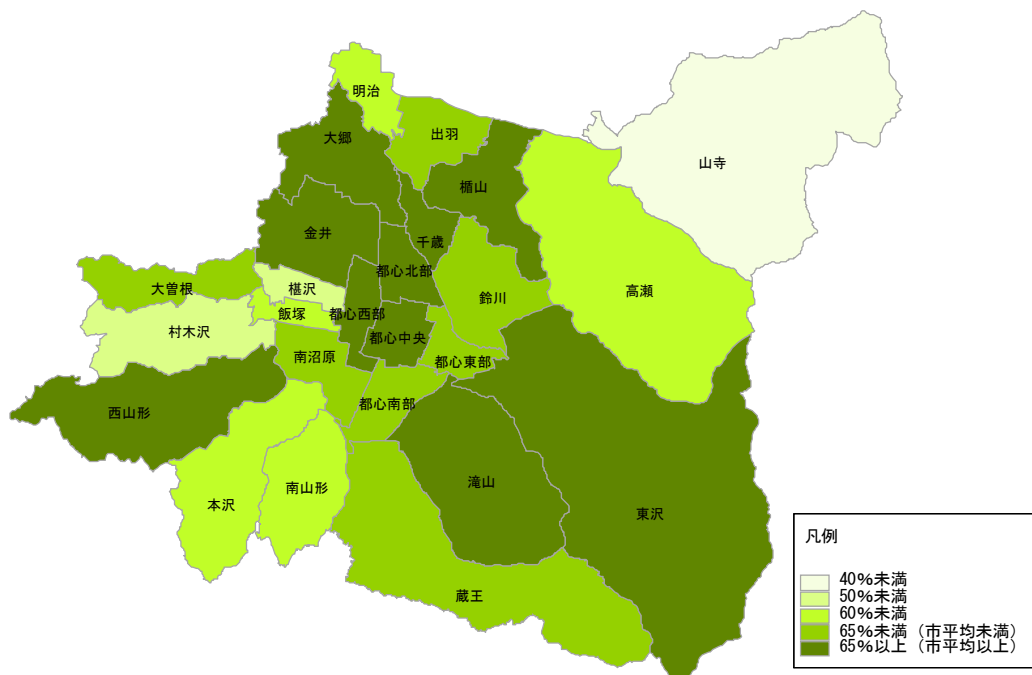 明治
大郷
出羽
山寺
楯山
金井
千歳
都心北部
大曽根
椹沢
鈴川
高瀬
飯塚
都心西部
村木沢
都心中央
南沼原
都心東部
都心南部
西山形
滝山
南山形
本沢
東沢
蔵王
凡例
40%未満
50%未満
60%未満
65%未満（市平均未満）
65%以上（市平均以上）